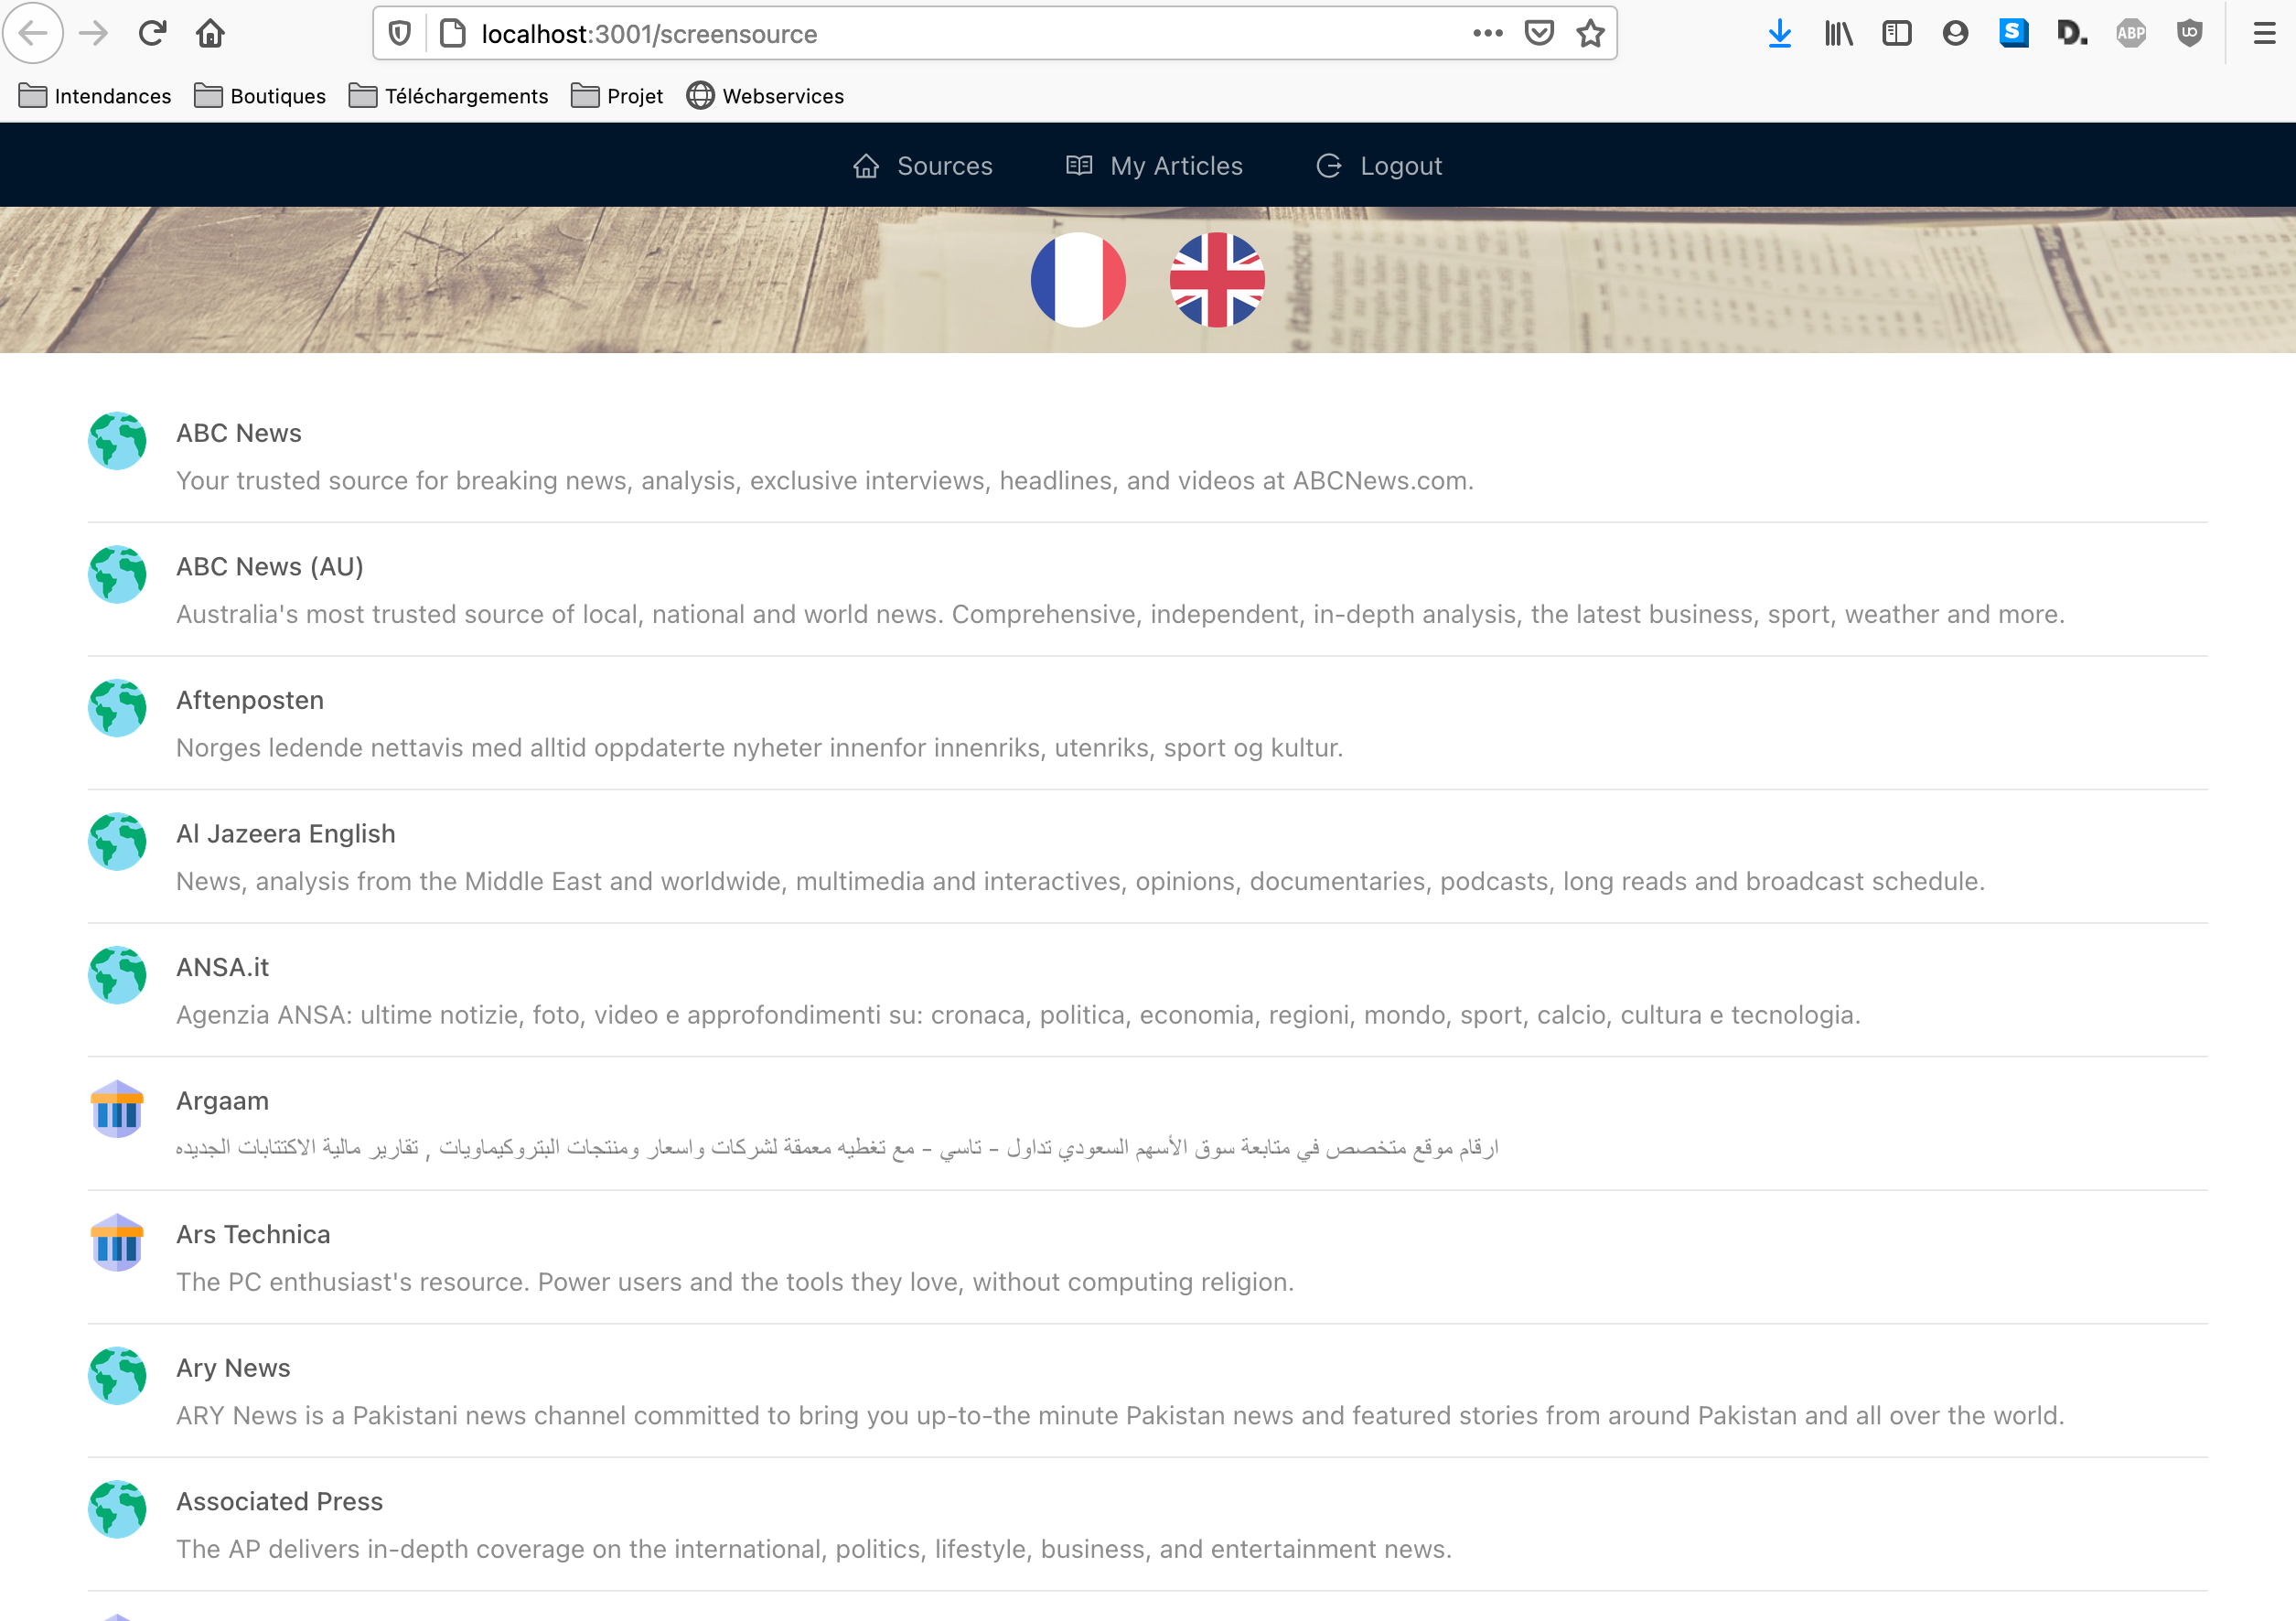 localhost:3001/screensource
ABP
Intendances Boutiques Téléchargements Projet Webservices
Sources My Articles Logout
ABC News
Your trusted source for breaking news, analysis, exclusive interviews, headlines, and videos at ABCNews.com.
ABC News (AU)
Australia's most trusted source of local, national and world news. Comprehensive, independent, in-depth analysis, the latest business, sport, weather and more.
Aftenposten
Norges ledende nettavis med alltid oppdaterte nyheter innenfor innenriks, utenriks, sport og kultur.
Al Jazeera English
News, analysis from the Middle East and worldwide, multimedia and interactives, opinions, documentaries, podcasts, long reads and broadcast schedule.
ANSA.it
Agenzia ANSA: ultime notizie, foto, video e approfondimenti su: cronaca, politica, economia, regioni, mondo, sport, calcio, cultura e tecnologia.
Argaam
ارقام موقع متخصص في متابعة سوق الأسهم السعودي تداول - تاسي - مع تغطيه معمقة لشركات واسعار ومنتجات البتروكيماويات , تقارير مالية الاكتتابات الجديده
Ars Technica
The PC enthusiast's resource. Power users and the tools they love, without computing religion.
Ary News
ARY News is a Pakistani news channel committed to bring you up-to-the minute Pakistan news and featured stories from around Pakistan and all over the world.
Associated Press
The AP delivers in-depth coverage on the international, politics, lifestyle, business, and entertainment news.